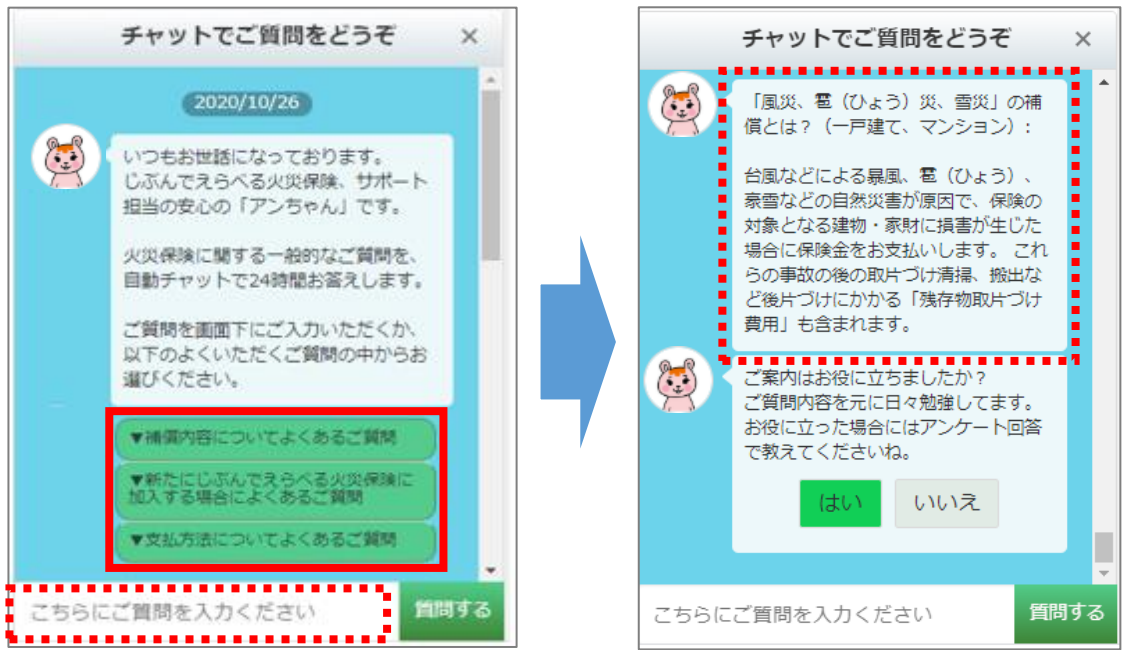 チャットでご質問をどうぞ ×
2020/10/26
いつもお世話になっております。
じぶんでえらべる火災保険、サポート
担当の安心の「アンちゃん」です。
火災保険に関する一般的なご質問を、
自動チャットで24時間お答えします。
ご質問を画面下にご入力いただくか、
以下のよくいただくご質問の中からお
選びください。
▼補償内容についてよくあるご質問
▼新たにじぶんでえらべる火災保険に
加入する場合によくあるご質問
▼支払方法についてよくあるご質問
こちらにご質問を入力ください
質問する
チャットでご質問をどうぞ ×
「風災、雹（ひょう）災、雪災」の補
償とは？（一戸建て、マンション）:
台風などによる暴風、雹（ひょう）、
豪雪などの自然災害が原因で、保険の
対象となる建物・家財に損害が生じた
場合に保険金をお支払いします。 これ
らの事故の後の取片づけ清掃、搬出な
ど後片づけにかかる「残存物取片づけ
費用」も含まれます。
ご案内はお役に立ちましたか？
ご質問内容を元に日々勉強してます。
お役に立った場合にはアンケート回答
で教えてくださいね。
はい
いいえ
こちらにご質問を入力ください
質問する